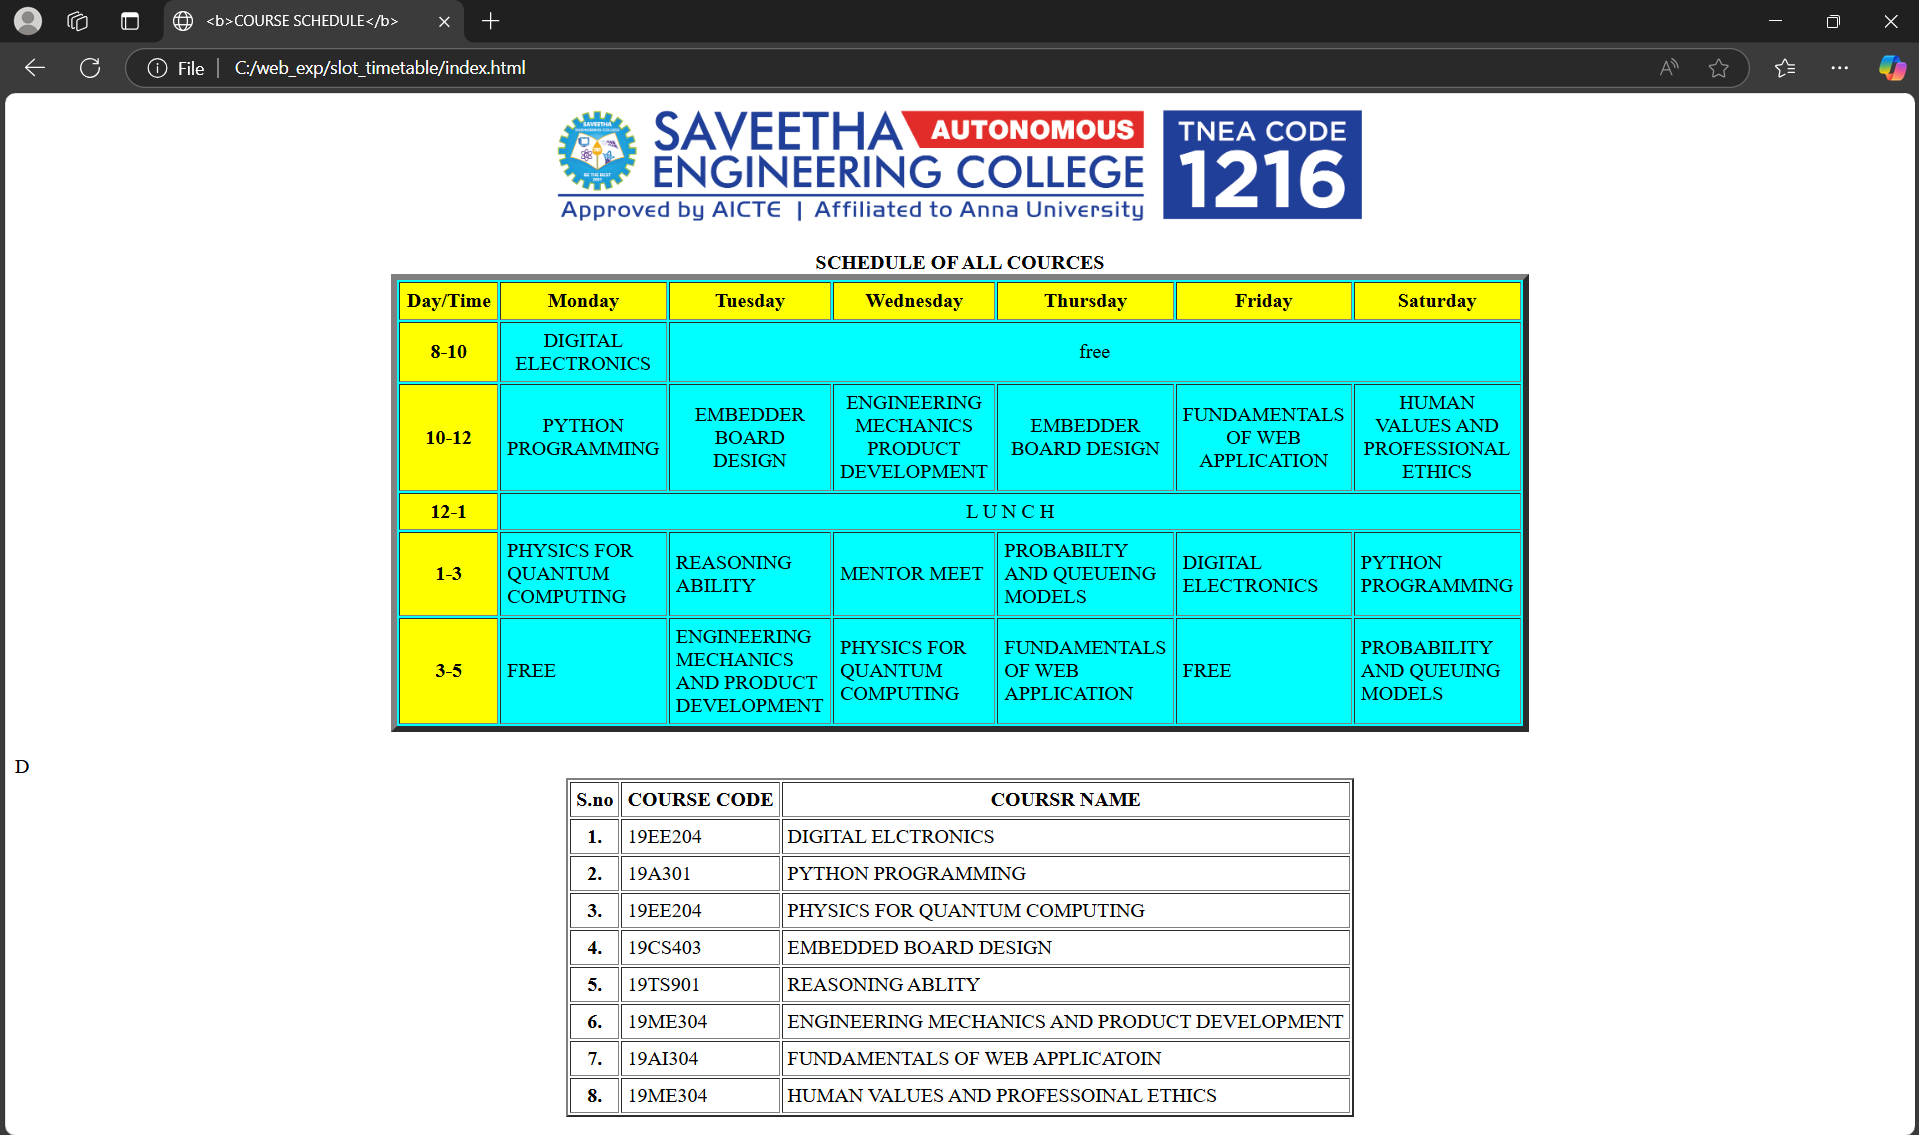 <b>COURSE SCHEDULE</b>
File
C:/web_exp/slot_timetable/index.html
SAVEETHA AUTONOMOUS
ENGINEERING COLLEGE
Approved by AICTE | Affiliated to Anna University
TNEA CODE
1216
SAVEETHA
ENGINEERING COLLEGE
BE THE BEST
SCHEDULE OF ALL COURCES
Day/Time Monday Tuesday Wednesday Thursday Friday Saturday
8-10
DIGITAL
ELECTRONICS
free
10-12
PYTHON
PROGRAMMING
EMBEDDER
BOARD
DESIGN
ENGINEERING
MECHANICS
PRODUCT
DEVELOPMENT
EMBEDDER
BOARD DESIGN
FUNDAMENTALS
OF WEB
APPLICATION
HUMAN
VALUES AND
PROFESSIONAL
ETHICS
12-1
L U N C H
1-3
PHYSICS FOR
QUANTUM
COMPUTING
REASONING
ABILITY
MENTOR MEET
PROBABILTY
AND QUEUEING
MODELS
DIGITAL
ELECTRONICS
PYTHON
PROGRAMMING
3-5
FREE
ENGINEERING
MECHANICS
AND PRODUCT
DEVELOPMENT
PHYSICS FOR
QUANTUM
COMPUTING
FUNDAMENTALS
OF WEB
APPLICATION
FREE
PROBABILITY
AND QUEUING
MODELS
D
S.no COURSE CODE COURSR NAME
1. 19EE204 DIGITAL ELCTRONICS
2. 19A301 PYTHON PROGRAMMING
3. 19EE204 PHYSICS FOR QUANTUM COMPUTING
4. 19CS403 EMBEDDED BOARD DESIGN
5. 19TS901 REASONING ABLITY
6. 19ME304 ENGINEERING MECHANICS AND PRODUCT DEVELOPMENT
7. 19AI304 FUNDAMENTALS OF WEB APPLICATOIN
8. 19ME304 HUMAN VALUES AND PROFESSOINAL ETHICS